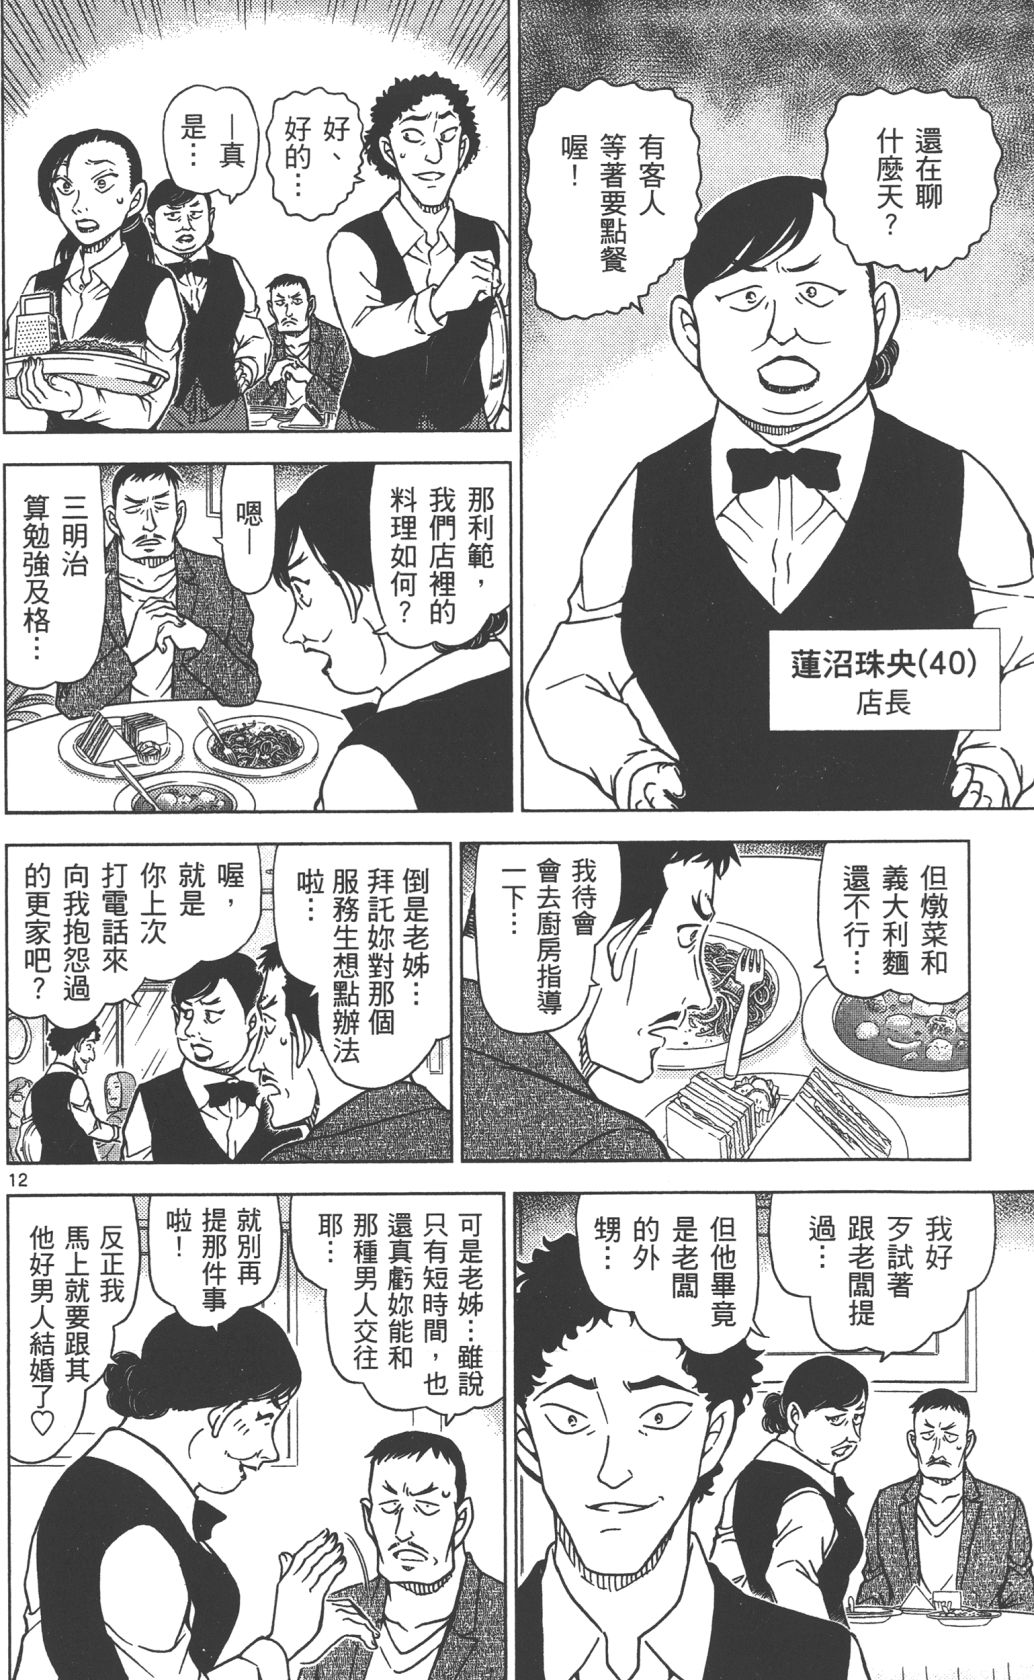 還在聊
什麼天?
有客人
等著要點餐
喔!
蓮沼珠央(40)
店長
好、
好的…
—真
是…
那利範,
我們店裡的
料理如何?
嗯—
三明治
算勉強及格…
但燉菜和
義大利麵
還不行…
我待會
會去廚房指導
一下…
倒是老姊…
拜託妳對那個
服務生想點辦法
啦…
喔,
就是
你上次
打電話來
向我抱怨過
的更家吧?
12
我好
歹試著
跟老闆提
過…
但他畢竟
是老闆
的外
甥…
可是老姊…雖說
只有短時間,也
還真虧妳能和
那種男人交往
耶…
就別再
提那件事
啦!
反正我
馬上就要跟其
他好男人結婚了♡